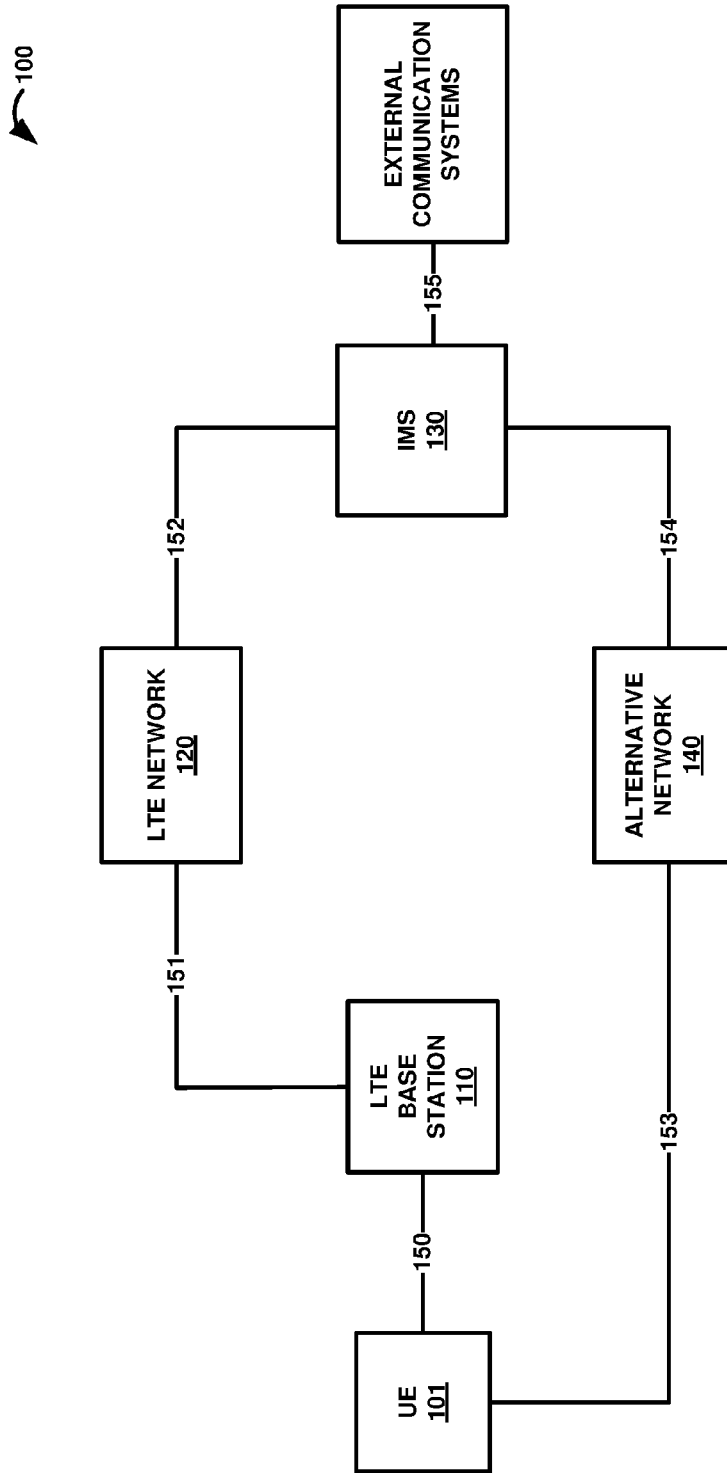 100
UE
101
150
LTE
BASE
STATION
110
151
LTE NETWORK
120
152
IMS
130
155
EXTERNAL
COMMUNICATION
SYSTEMS
153
ALTERNATIVE
NETWORK
140
154